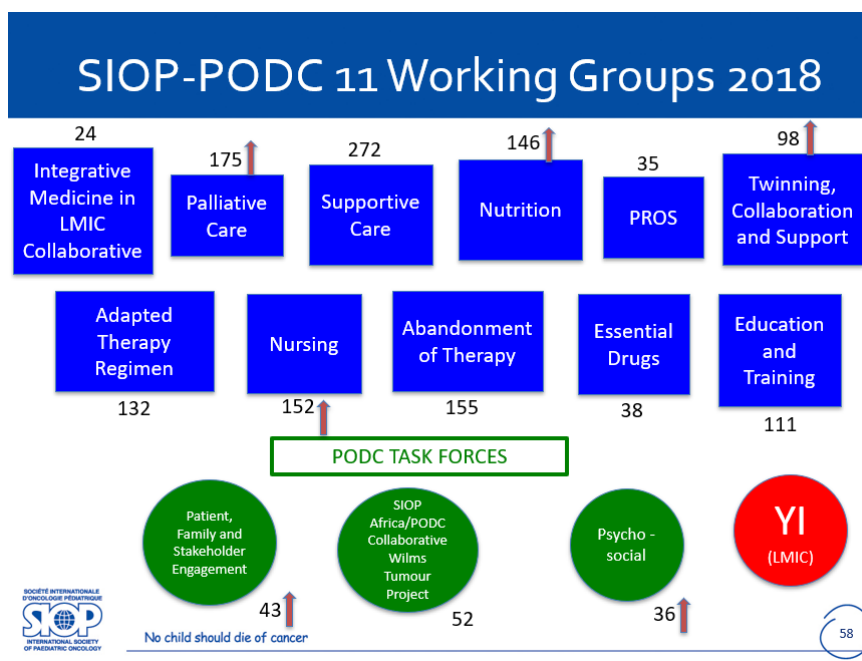 SIOP-PODC 11 Working Groups 2018
24
Integrative
Medicine in
LMIC
Collaborative
175
Palliative
Care
272
Supportive
Care
146
Nutrition
35
PROS
98
Twinning,
Collaboration
and Support
Adapted
Therapy
Regimen
132
Nursing
152
Abandonment
of Therapy
155
Essential
Drugs
38
Education
and
Training
111
PODC TASK FORCES
Patient,
Family and
Stakeholder
Engagement
43
SIOP
Africa/PODC
Collaborative
Wilms
Tumour
Project
52
Psycho -
social
36
YI
(LMIC)
SOCIÉTÉ INTERNATIONALE
D'ONCOLOGIE PÉDIATRIQUE
SIOP
INTERNATIONAL SOCIETY
OF PAEDIATRIC ONCOLOGY
No child should die of cancer
58